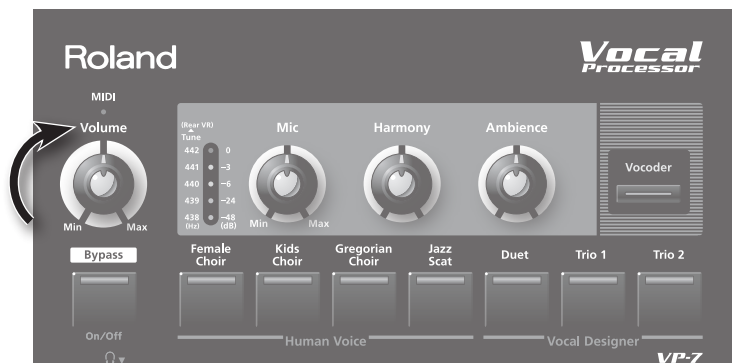 Roland
Vocal
Processor
MIDI
Volume
Min Max
Bypass
On/Off
(Rear VR)
Tune
442 0
441 -3
440 -6
439 -24
438 -48
(Hz) (dB)
Mic
Min Max
Harmony
Ambience
Vocoder
Female
Choir
Kids
Choir
Gregorian
Choir
Jazz
Scat
Duet
Trio 1
Trio 2
Human Voice
Vocal Designer
VP-7